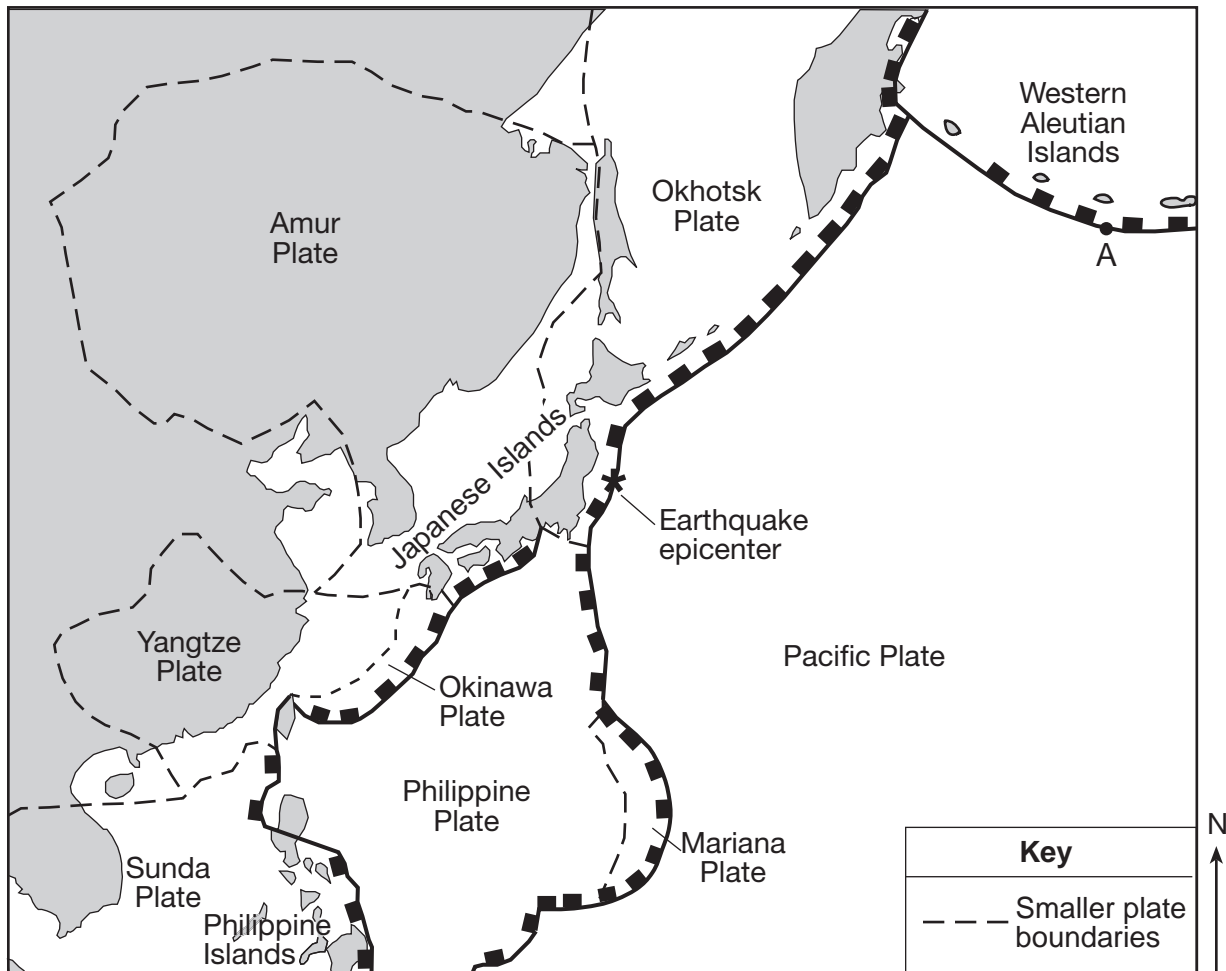 Western
Aleutian
Islands
Okhotsk
Plate
Amur
Plate
A
Japanese Islands
Earthquake
epicenter
Yangtze
Plate
Pacific Plate
Okinawa
Plate
Philippine
Plate
Mariana
Plate
Sunda
Plate
Philippine
Islands
N
Key
Smaller plate
boundaries